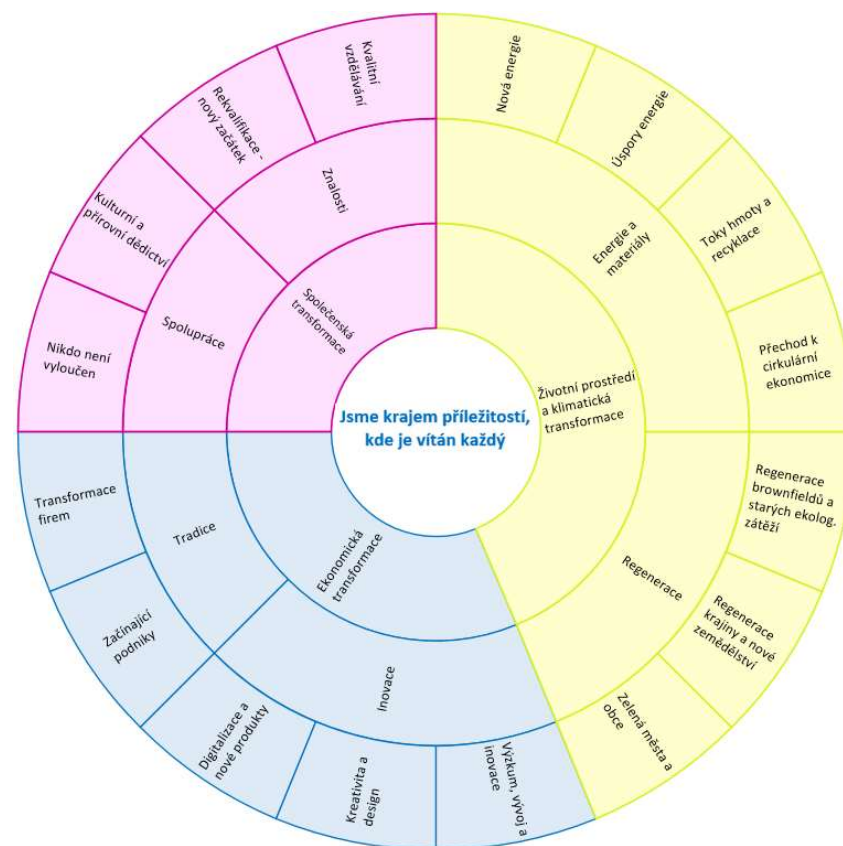 Jsme krajem příležitostí,
kde je vítán každý
Životní prostředí
a klimatická
transformace
Energie a
materiály
Nová energie
Úspory energie
Toky hmoty a
recyklace
Přechod k
cirkulární
ekonomice
Regenerace
Regenerace
brownfieldů a
starých ekolog.
zátěží
Regenerace
krajiny a nové
zemědělství
Zelená města a
obce
Ekonomická
transformace
Inovace
Výzkum, vývoj a
inovace
Kreativita a
design
Digitalizace a
nové produkty
Tradice
Začínající
podniky
Transformace
firem
Společenská
transformace
Spolupráce
Nikdo není
vyloučen
Kulturní a
přírovní dědictví
Znalosti
Rekvalifikace -
nový začátek
Kvalitní
vzdělávání